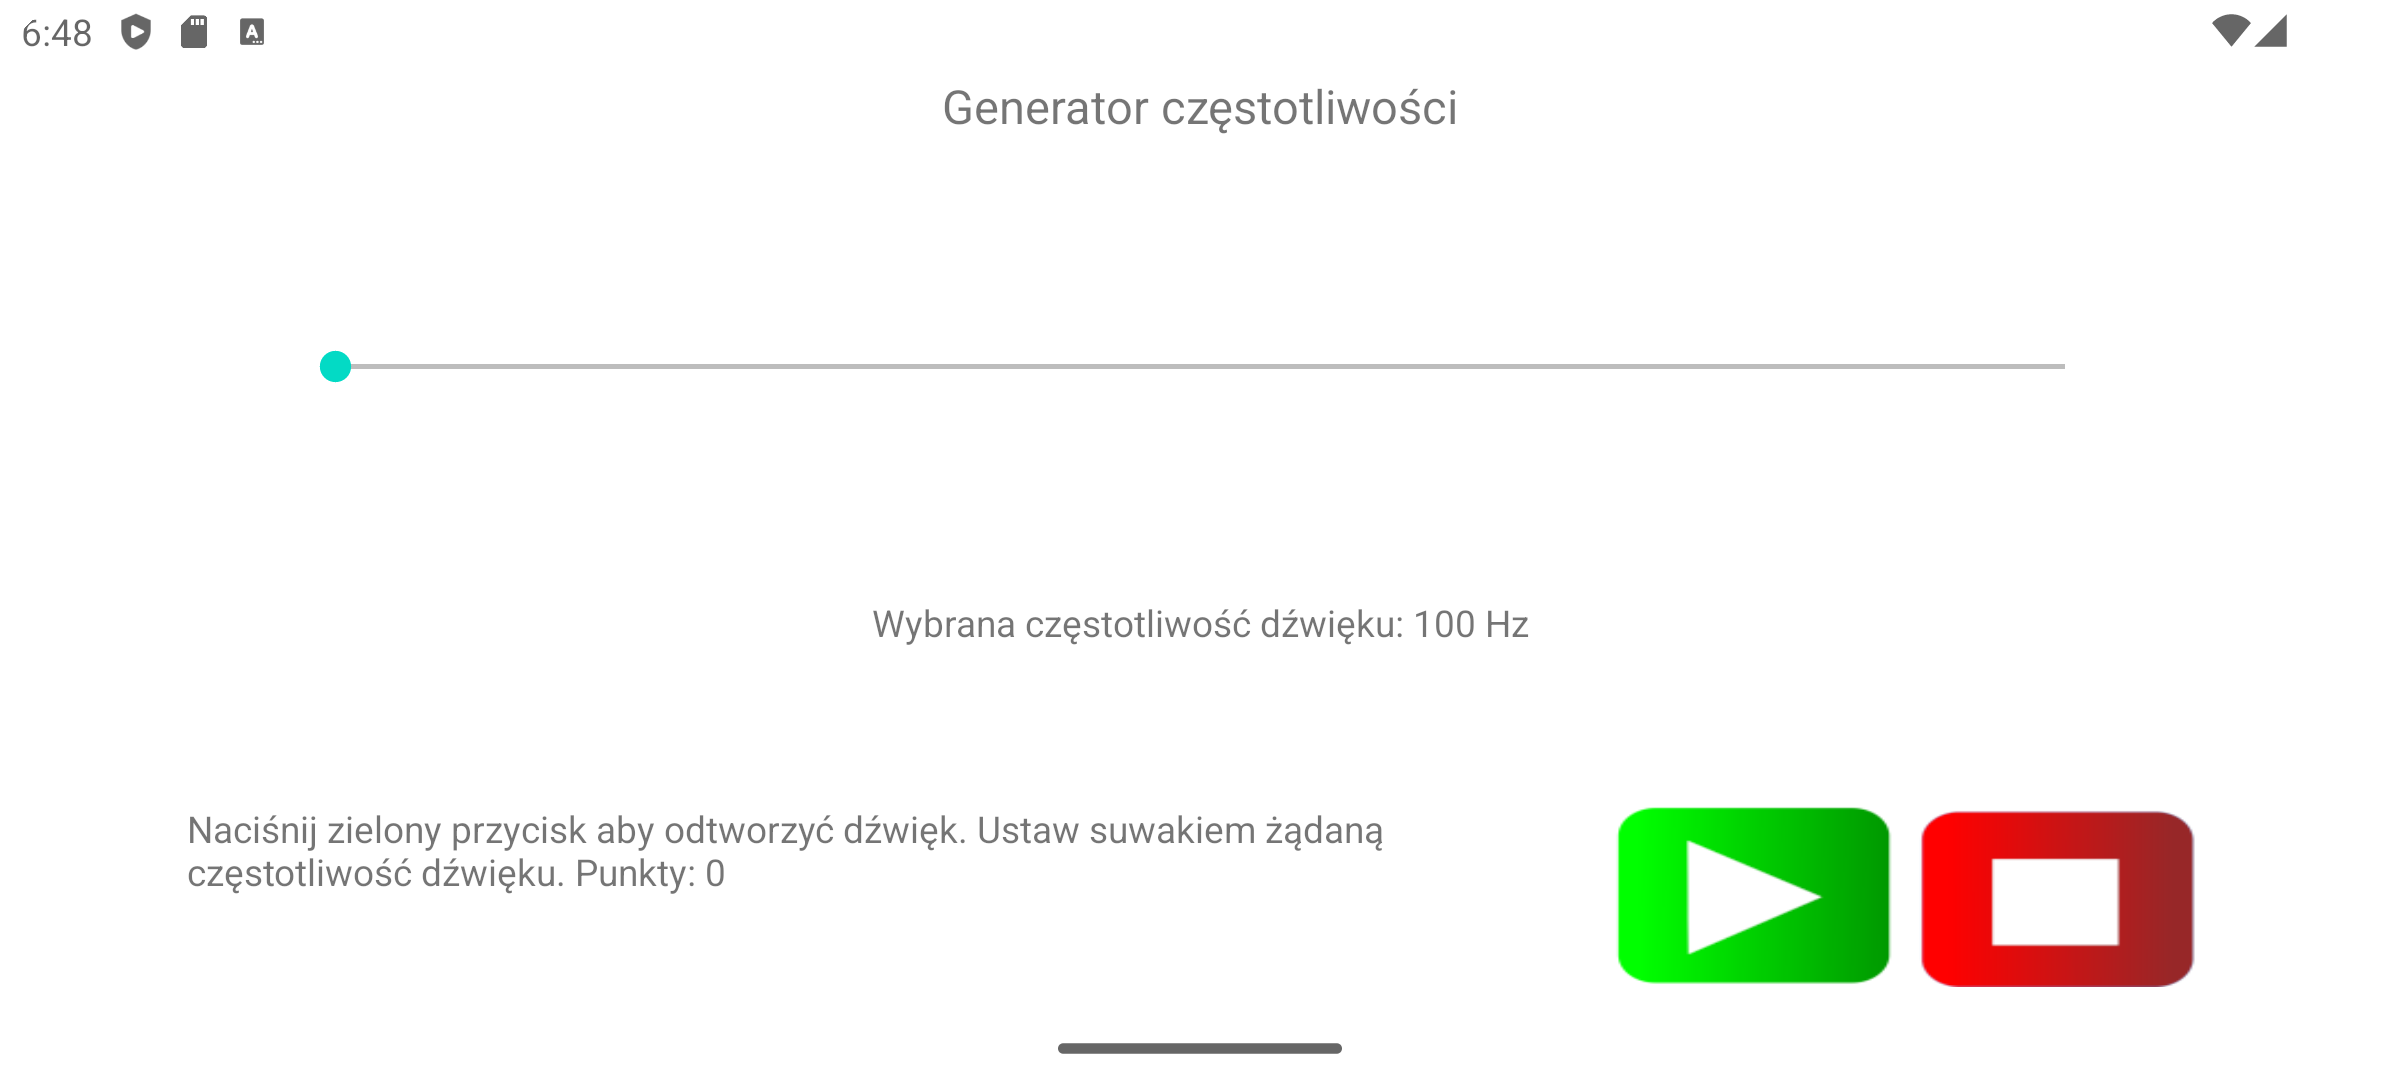 6:48
Generator częstotliwości
Wybrana częstotliwość dźwięku: 100 Hz
Naciśnij zielony przycisk aby odtworzyć dźwięk. Ustaw suwakiem żądaną
częstotliwość dźwięku. Punkty: 0